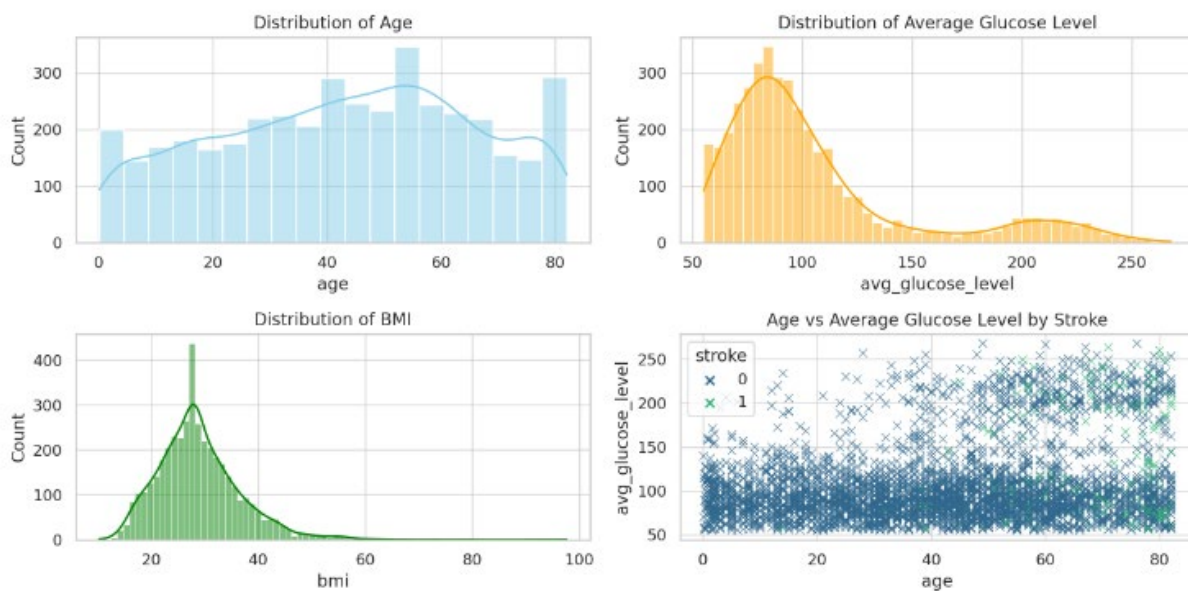 Distribution of Age
Count
300
200
100
0
0 20 40 60 80
age
Distribution of Average Glucose Level
Count
300
200
100
0
50 100 150 200 250
avg_glucose_level
Distribution of BMI
Count
400
300
200
100
0
20 40 60 80 100
bmi
Age vs Average Glucose Level by Stroke
avg_glucose_level
250
200
150
100
50
stroke
0
1
0 20 40 60 80
age